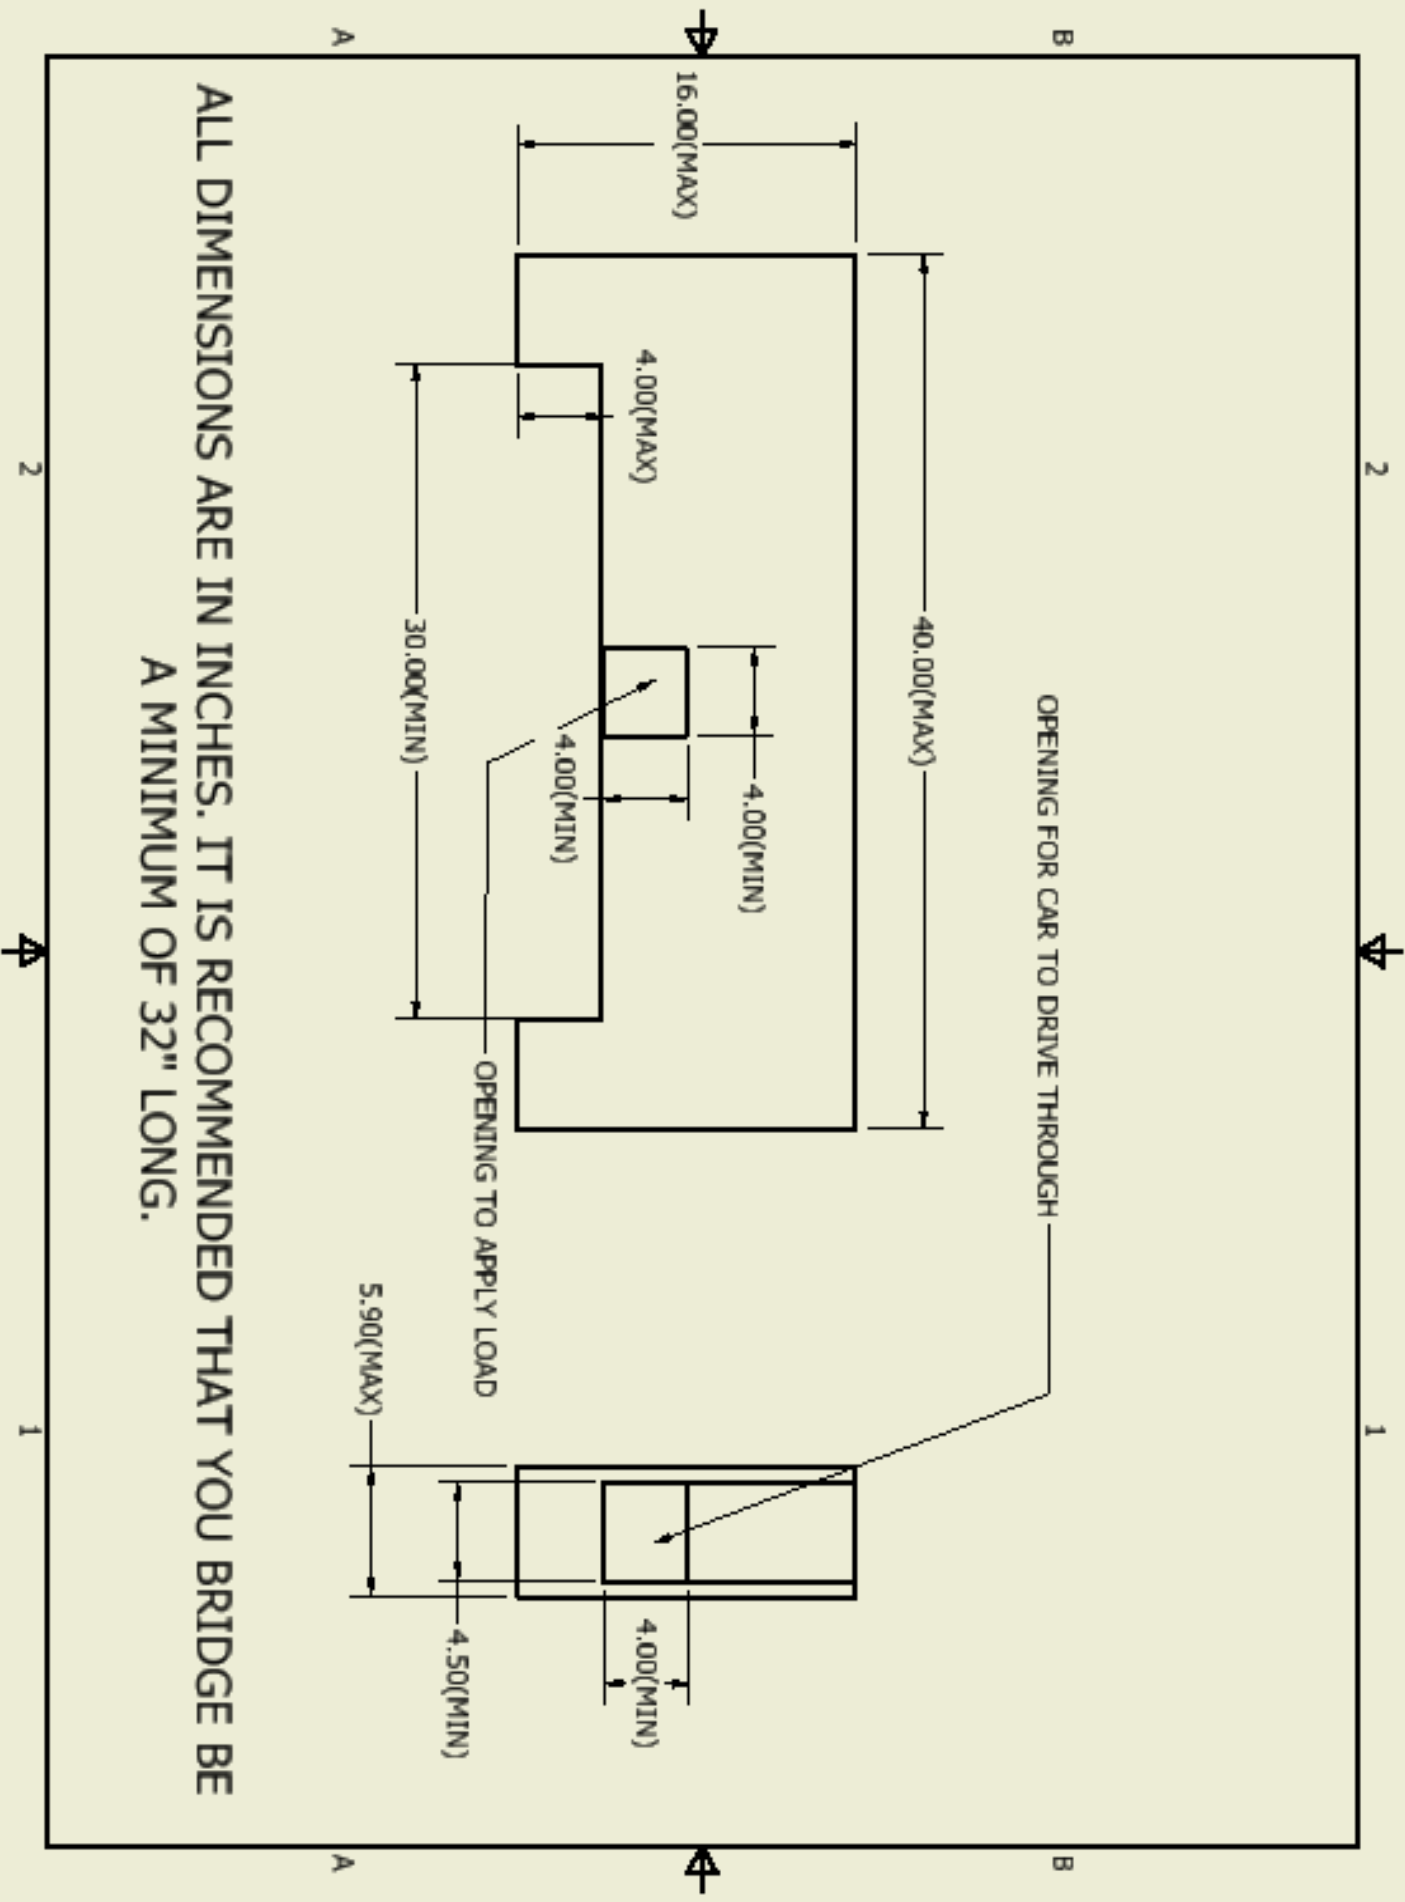 2
1
B
B
OPENING FOR CAR TO DRIVE THROUGH
40.00(MAX)
16.00(MAX)
4.00(MIN)
4.00(MAX)
4.00(MIN)
4.00(MIN)
OPENING TO APPLY LOAD
30.00(MIN)
4.50(MIN)
5.90(MAX)
A
A
ALL DIMENSIONS ARE IN INCHES. IT IS RECOMMENDED THAT YOU BRIDGE BE
A MINIMUM OF 32" LONG.
2
1